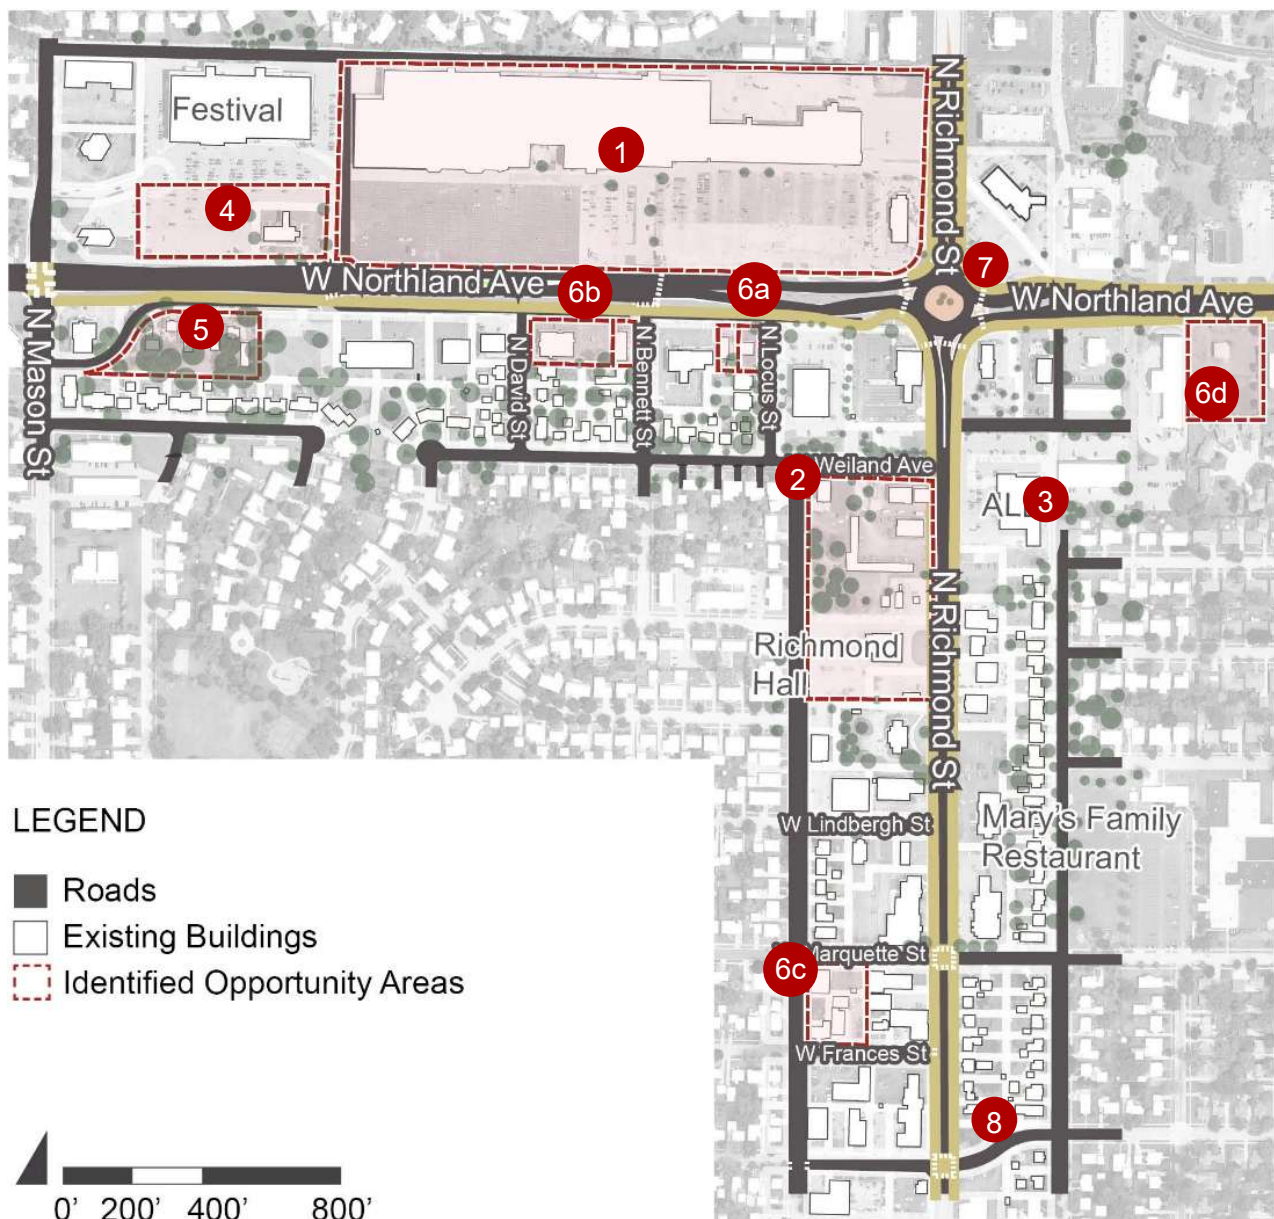 Festival
N Richmond St
1
4
7
W Northland Ave
6b
6a
W Northland Ave
5
N Mason St
N David St
N Bennett St
N Locus St
6d
2
Weiland Ave
3
N Richmond St
Richmond
Hall
Mary's Family
Restaurant
W Lindbergh St
LEGEND
Roads
Existing Buildings
Identified Opportunity Areas
6c
Marquette St
W Frances St
8
0' 200' 400' 800'